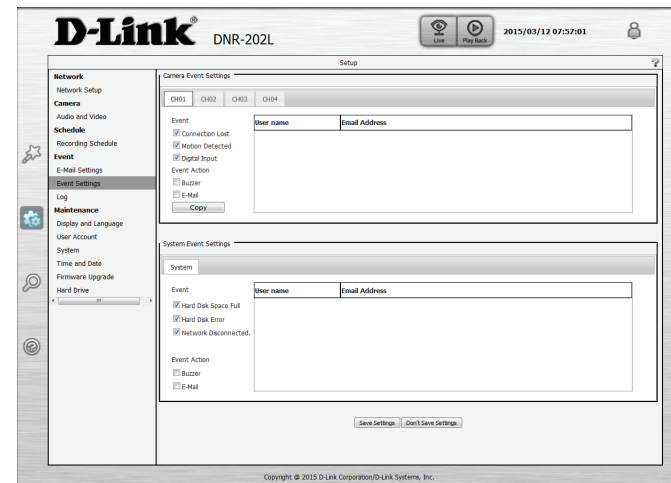 D-Link®
DNR-202L
Live
Play Back
2015/03/12 07:57:01
Setup
?
Network
Network Setup
Camera
Audio and Video
Schedule
Recording Schedule
Event
E-Mail Settings
Event Settings
Log
Maintenance
Display and Language
User Account
System
Time and Date
Firmware Upgrade
Hard Drive
Camera Event Settings
CH01 CH02 CH03 CH04
Event
Connection Lost
Motion Detected
Digital Input
Event Action
Buzzer
E-Mail
Copy
User name Email Address
System Event Settings
System
Event
Hard Disk Space Full
Hard Disk Error
Network Disconnected.
Event Action
Buzzer
E-Mail
User name Email Address
Save Settings Don't Save Settings
Copyright @ 2015 D-Link Corporation/D-Link Systems, Inc.